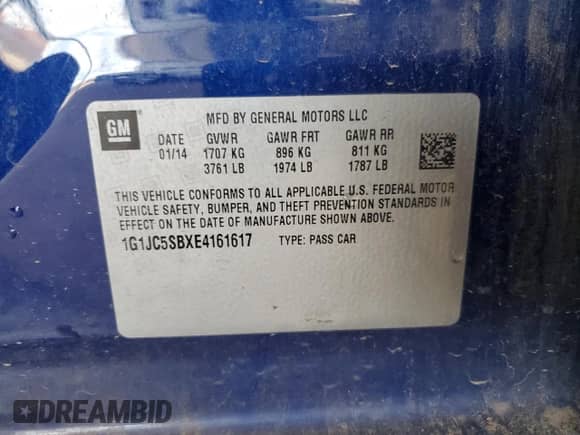 MFD BY GENERAL MOTORS LLC
GM
DATE GVWR GAWR FRT GAWR RR
01/14 1707 KG 896 KG 811 KG
3761 LB 1974 LB 1787 LB
THIS VEHICLE CONFORMS TO ALL APPLICABLE U.S. FEDERAL MOTOR
VEHICLE SAFETY, BUMPER, AND THEFT PREVENTION STANDARDS IN
EFFECT ON THE DATE OF MANUFACTURE SHOWN ABOVE.
1G1JC5SBXE4161617 TYPE: PASS CAR
DREAMBID